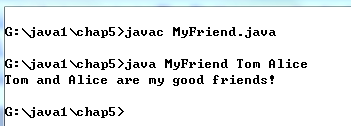 G:\java1\chap5>javac MyFriend.java
G:\java1\chap5>java MyFriend Tom Alice
Tom and Alice are my good friends!
G:\java1\chap5>